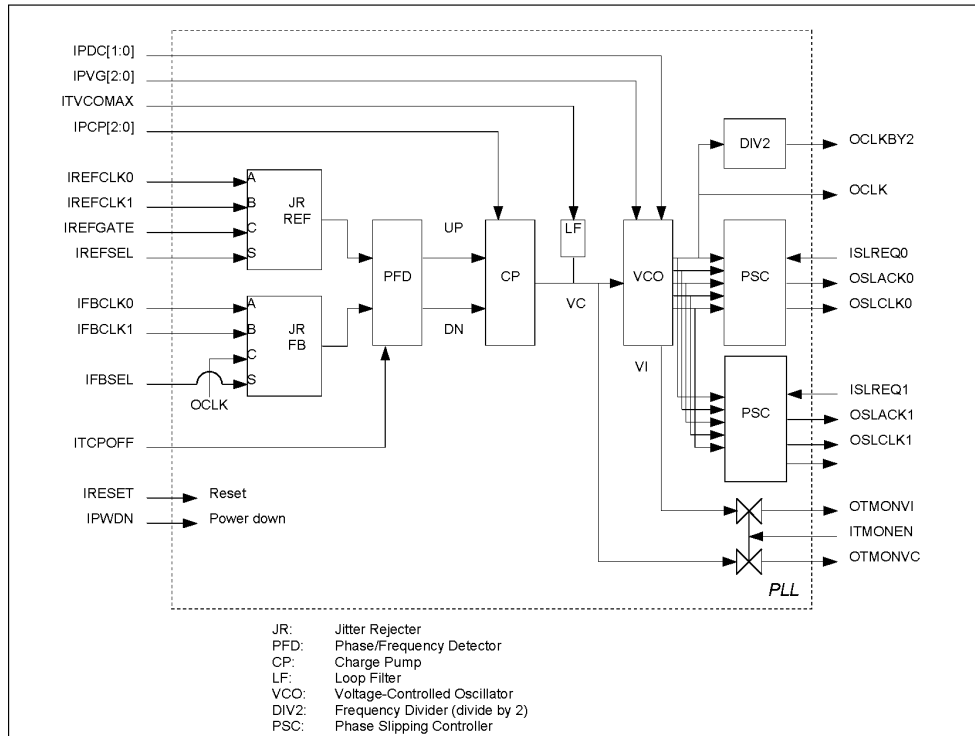 IPDC[1:0]
IPVG[2:0]
ITVCOMAX
IPCP[2:0]
IREFCLK0
IREFCLK1
IREFGATE
IREFSEL
A
B
C
S
JR
REF
IFBCLK0
IFBCLK1
IFBSEL
A
B
C
S
JR
FB
OCLK
ITCPOFF
IRESET
Reset
IPWDN
Power down
PFD
UP
DN
CP
LF
VC
VCO
VI
DIV2
PSC
PSC
OCLKBY2
OCLK
ISLREQ0
OSLACK0
OSLCLK0
ISLREQ1
OSLACK1
OSLCLK1
OTMONVI
ITMONEN
OTMONVC
PLL
JR: Jitter Rejecter
PFD: Phase/Frequency Detector
CP: Charge Pump
LF: Loop Filter
VCO: Voltage-Controlled Oscillator
DIV2: Frequency Divider (divide by 2)
PSC: Phase Slipping Controller